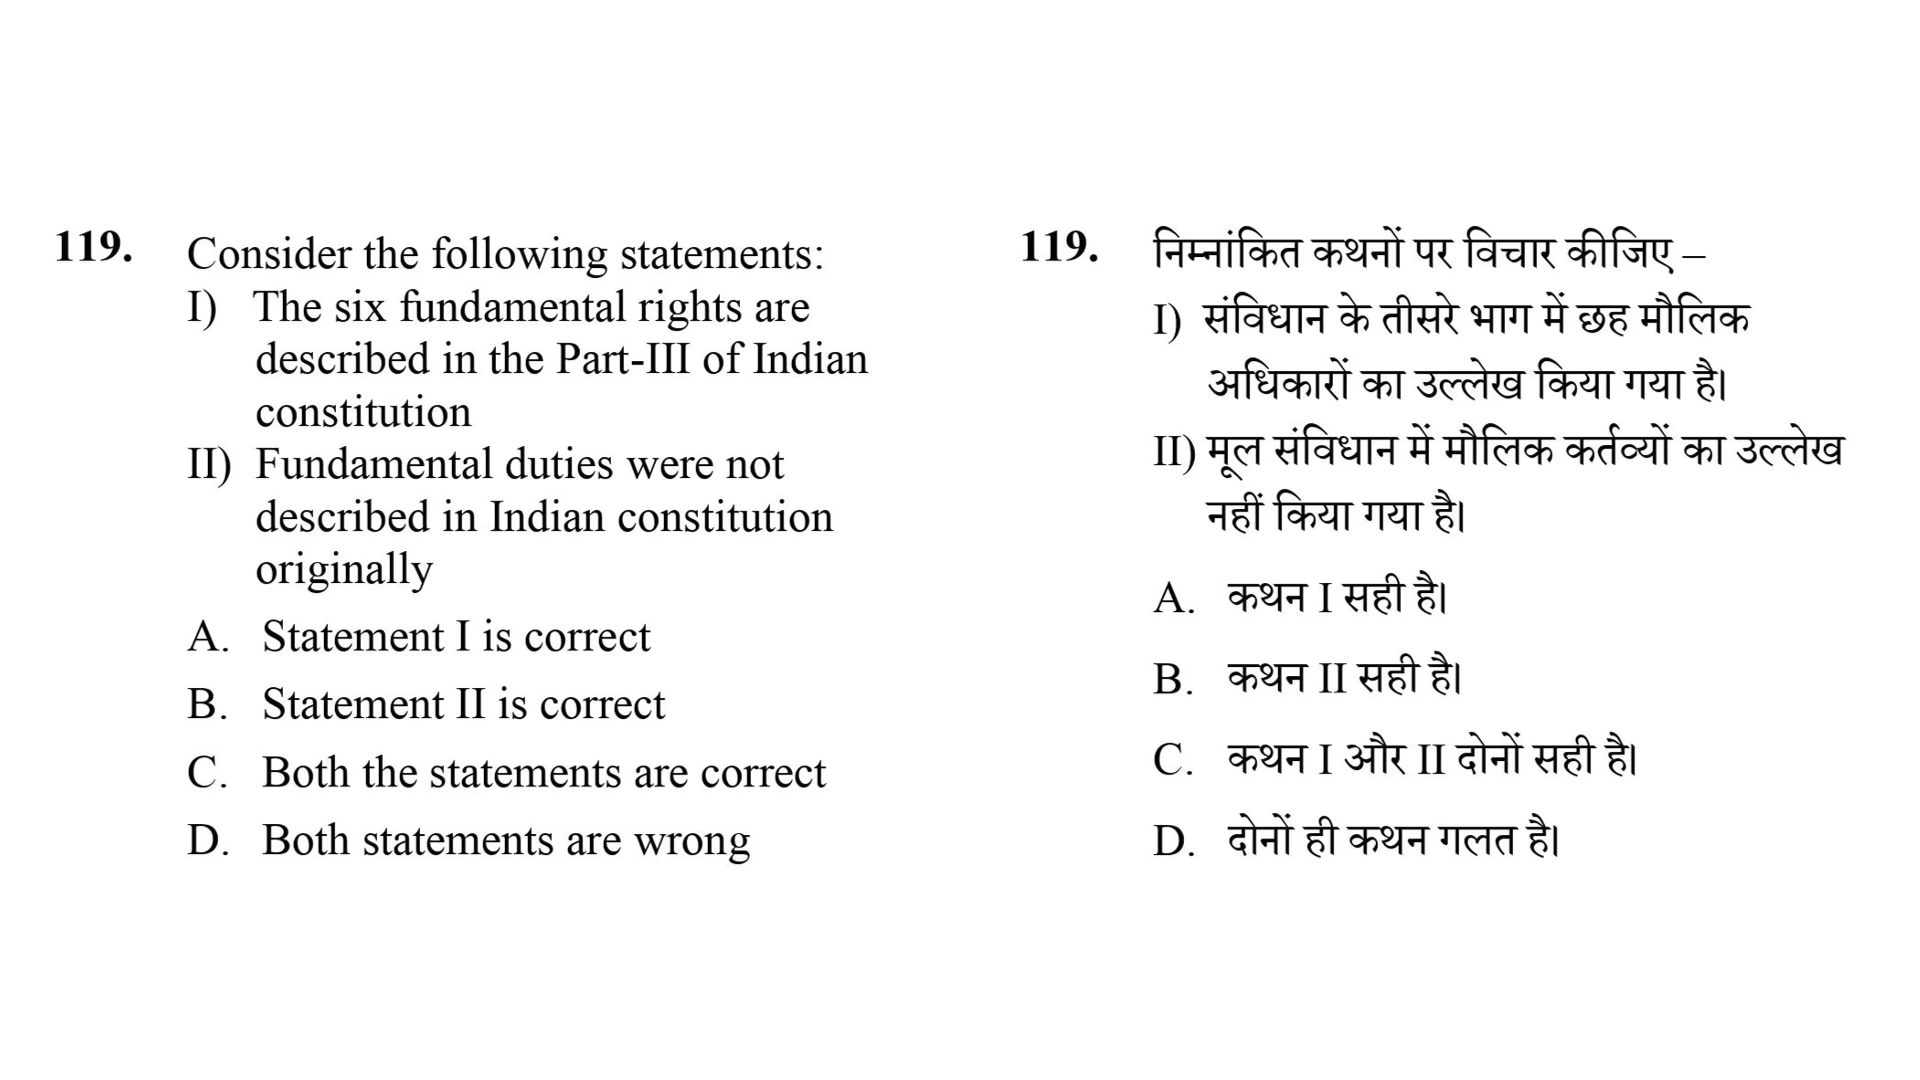 119. Consider the following statements:
I) The six fundamental rights are
described in the Part-III of Indian
constitution
II) Fundamental duties were not
described in Indian constitution
originally
A. Statement I is correct
B. Statement II is correct
C. Both the statements are correct
D. Both statements are wrong
119. निम्नांकित कथनों पर विचार कीजिए –
I) संविधान के तीसरे भाग में छह मौलिक
अधिकारों का उल्लेख किया गया है।
II) मूल संविधान में मौलिक कर्तव्यों का उल्लेख
नहीं किया गया है।
A. कथन I सही है।
B. कथन II सही है।
C. कथन I और II दोनों सही है।
D. दोनों ही कथन गलत है।